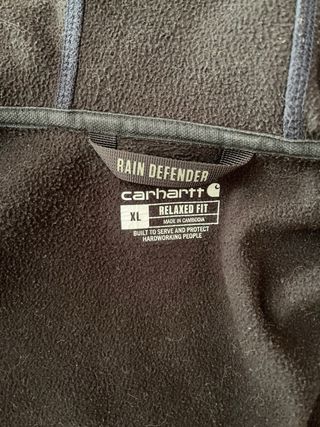 RAIN DEFENDER
carhartt
XL RELAXED FIT
MADE IN CAMBODIA
BUILT TO SERVE AND PROTECT
HARDWORKING PEOPLE